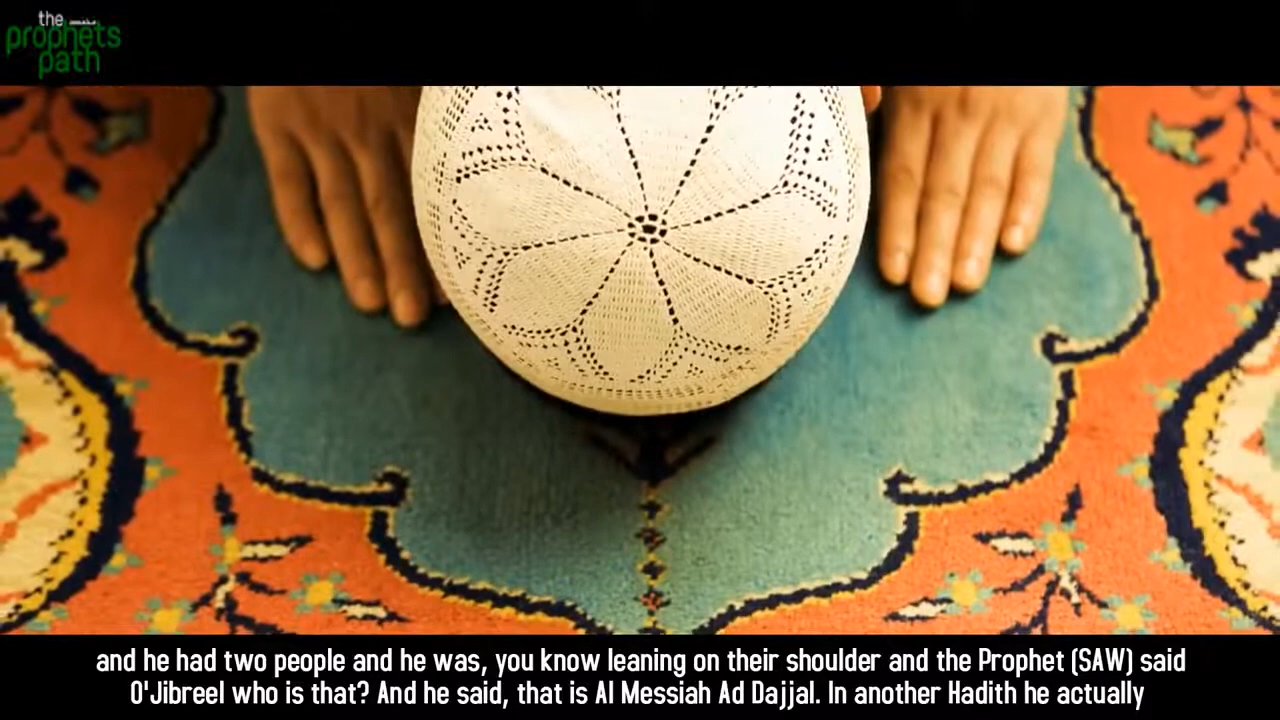 the
prophets
path
and he had two people and he was, you know leaning on their shoulder and the Prophet (SAW) said
O'Jibreel who is that? And he said, that is Al Messiah Ad Dajjal. In another Hadith he actually